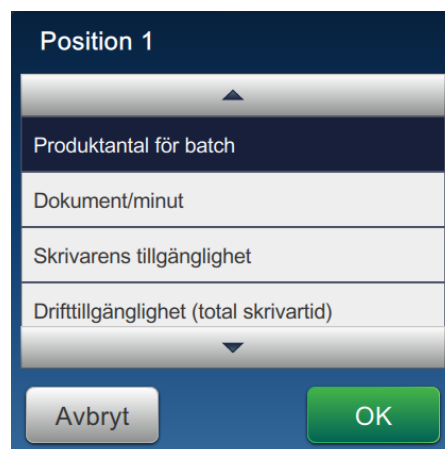 Position 1
Produktantal för batch
Dokument/minut
Skrivarens tillgänglighet
Drifttillgänglighet (total skrivartid)
Avbryt
OK